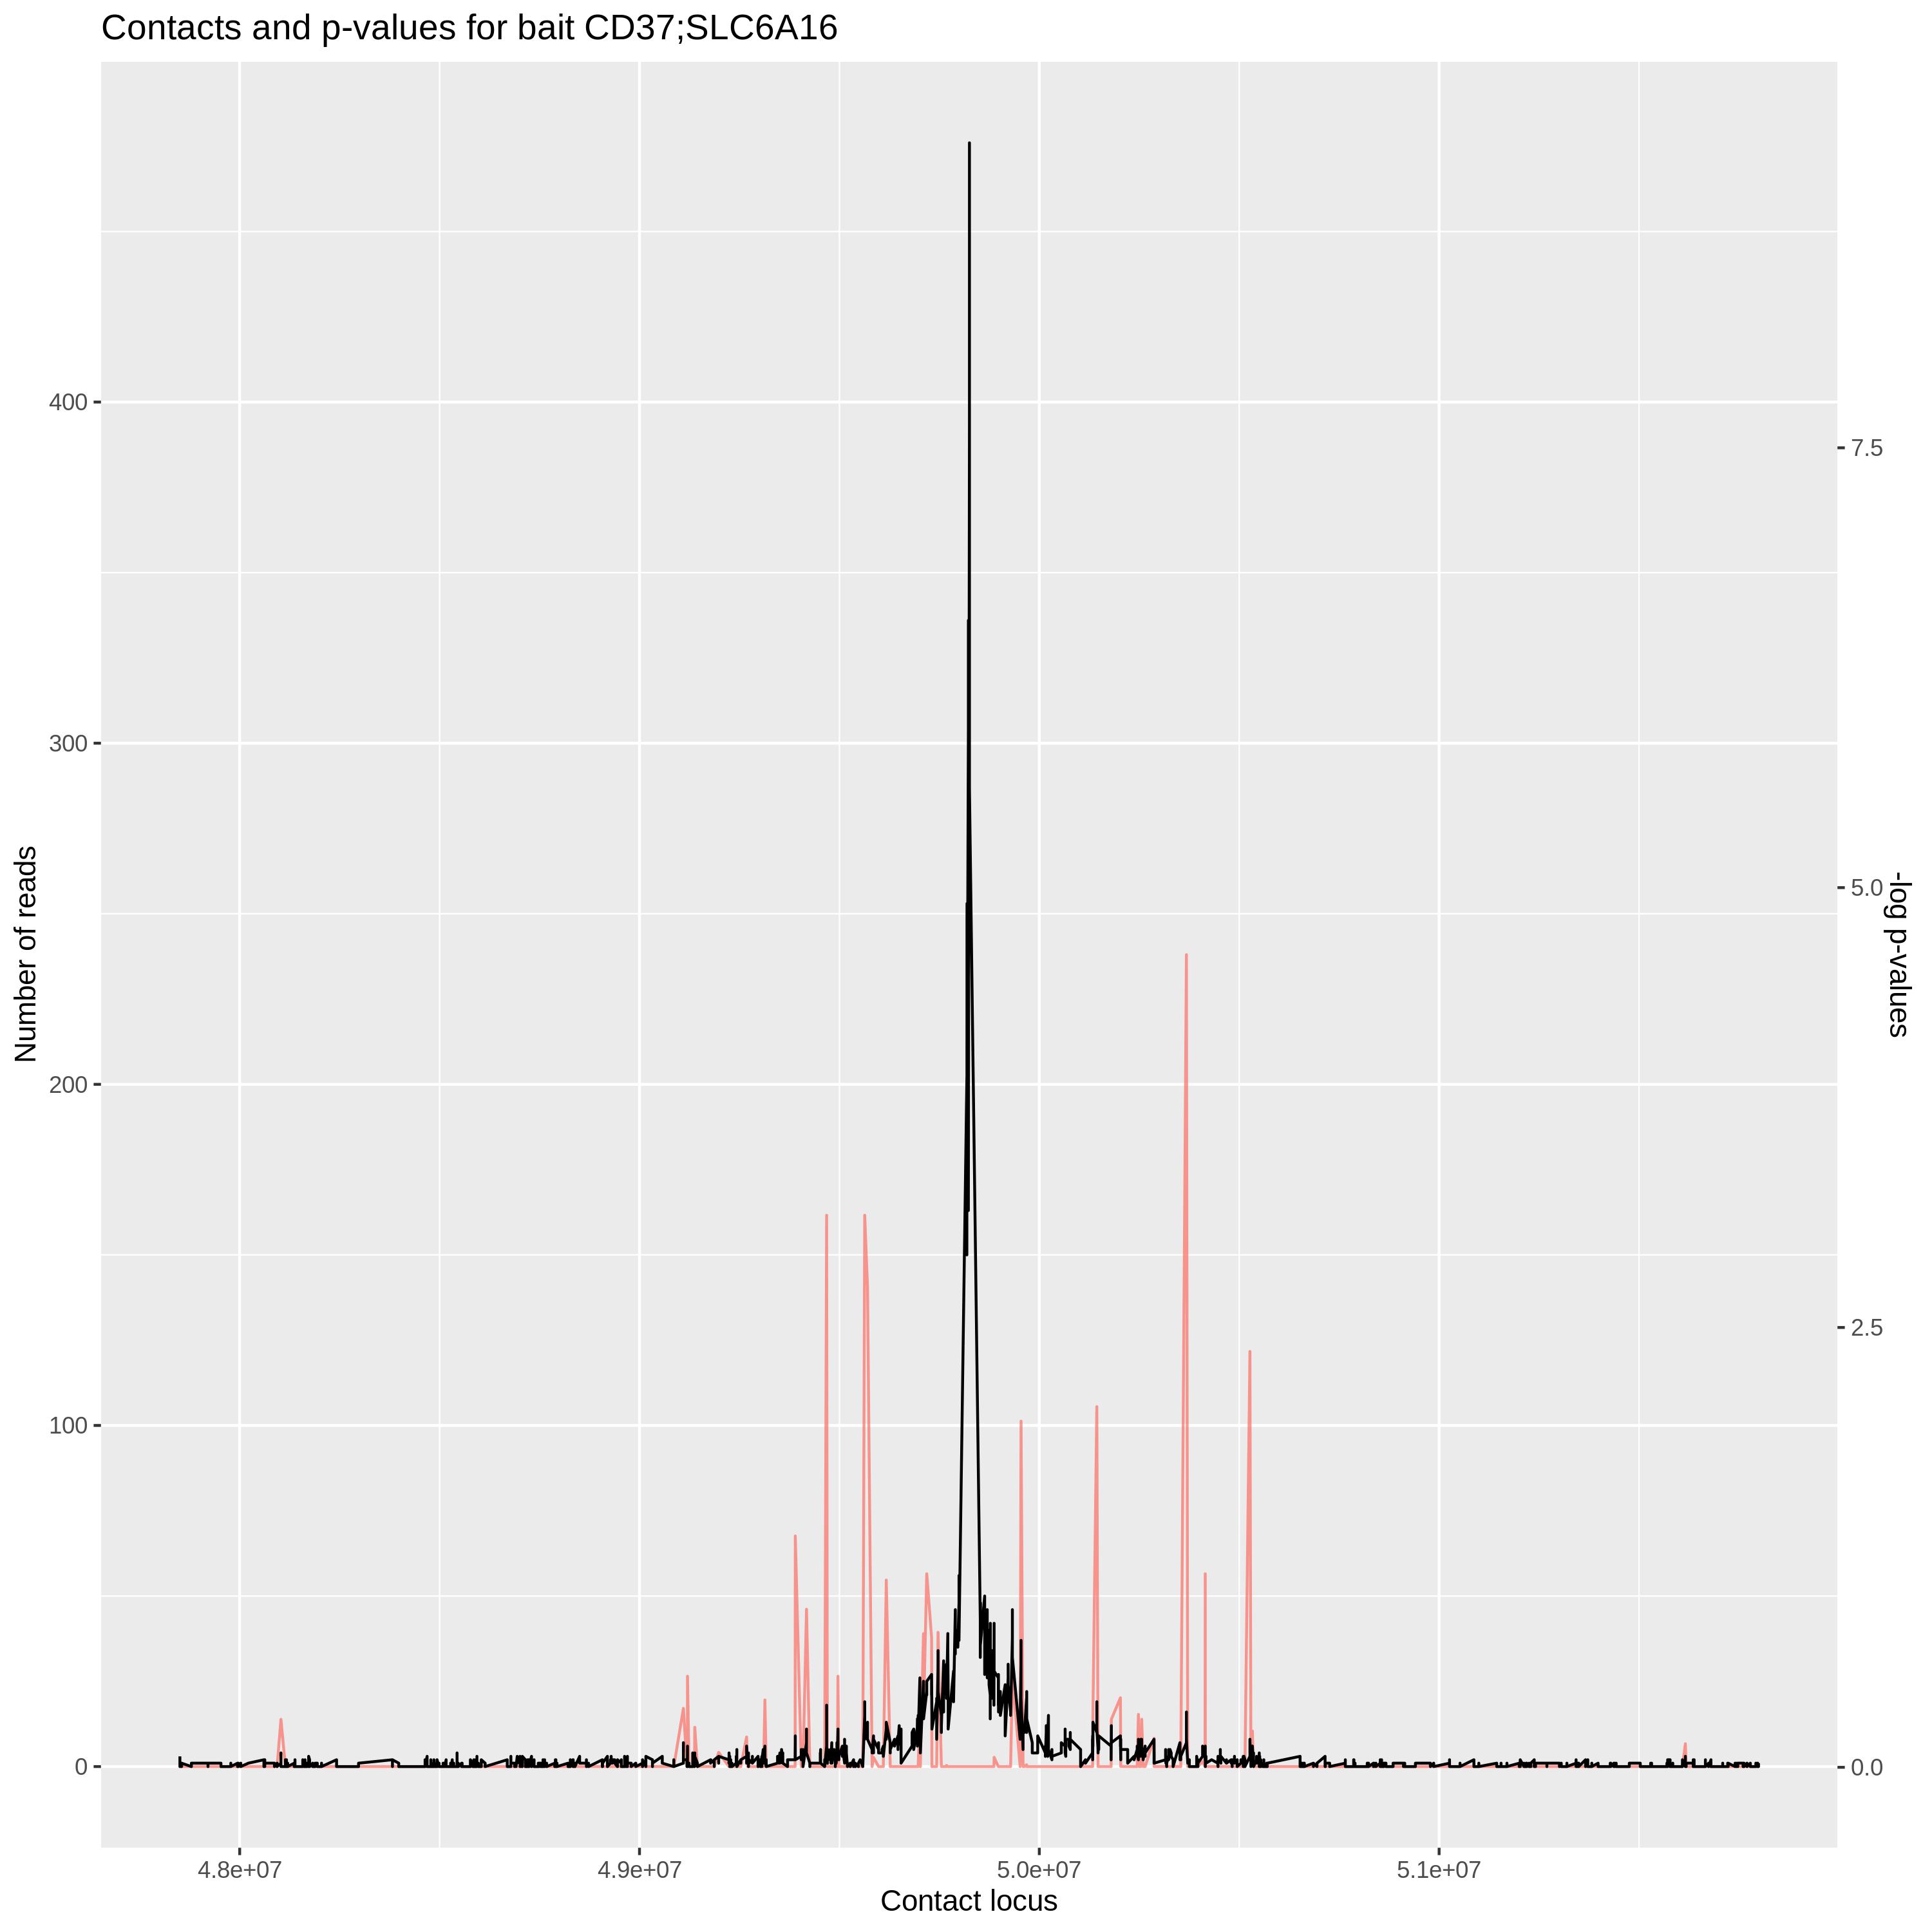 Contacts and p-values for bait CD37;SLC6A16
Number of reads
400
300
200
100
0
7.5
5.0
2.5
0.0
-log p-values
4.8e+07
4.9e+07
5.0e+07
5.1e+07
Contact locus